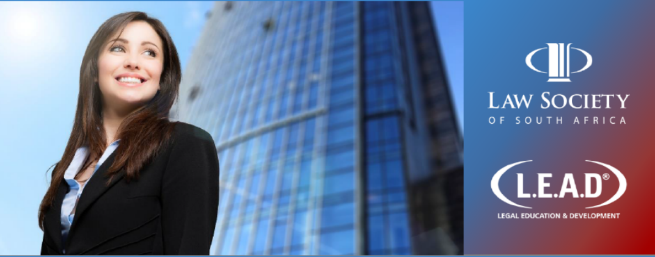 LAW SOCIETY
OF SOUTH AFRICA
L.E.A.D®
LEGAL EDUCATION & DEVELOPMENT